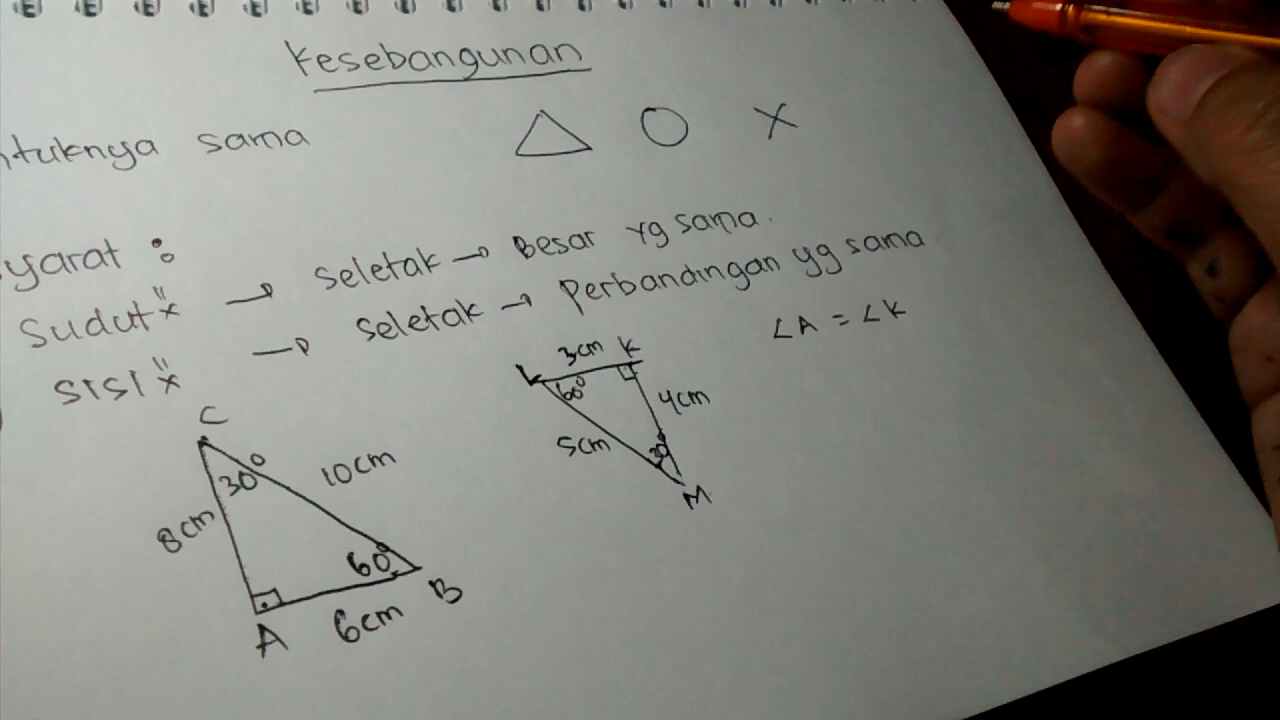 Kesebangunan
ntuknya sama
yarat :
Sudut"x → seletak → Besar yg sama.
sisi"x → seletak → Perbandingan yg sama
∠A = ∠K
3cm K
L 60°
4cm
5cm
30°
M
C
30°
10cm
8cm
60°
B
6cm
A